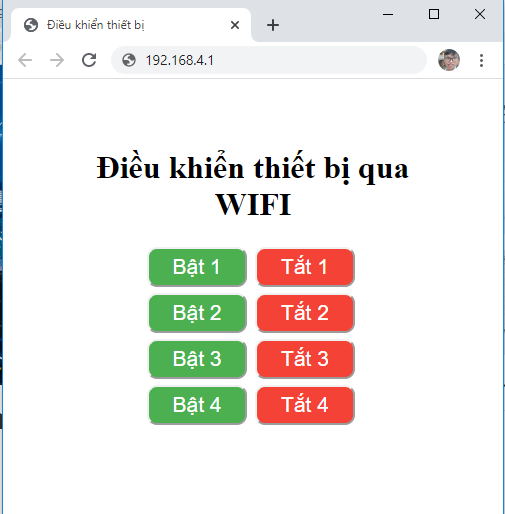 Điều khiển thiết bị
192.168.4.1
Điều khiển thiết bị qua
WIFI
Bật 1 Tắt 1
Bật 2 Tắt 2
Bật 3 Tắt 3
Bật 4 Tắt 4